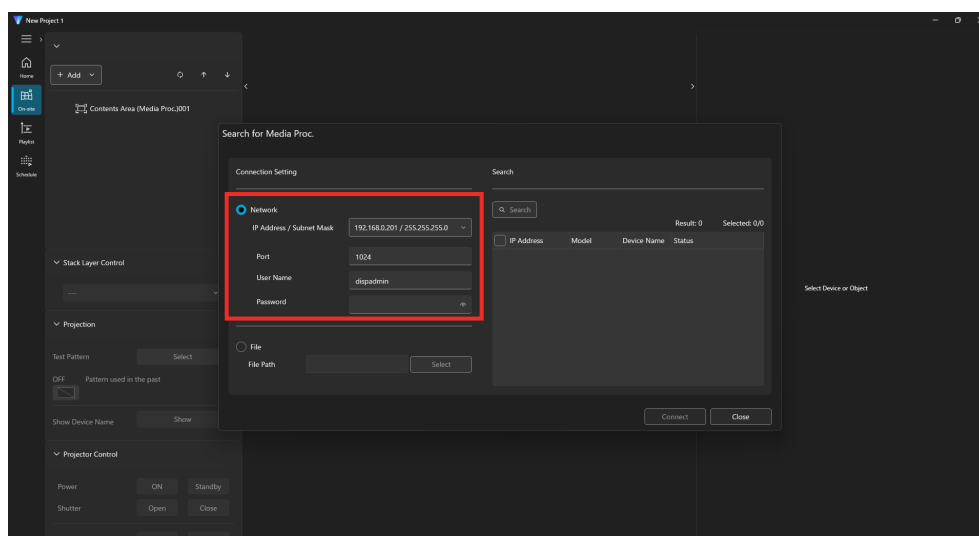 New Project 1
Home
On-site
Playlist
Schedule
+ Add
Contents Area (Media Proc.)001
Stack Layer Control
---
Projection
Test Pattern
Select
OFF
Pattern used in the past
Show Device Name
Show
Projector Control
Power
ON
Standby
Shutter
Open
Close
Search for Media Proc.
Connection Setting
Network
IP Address / Subnet Mask
192.168.0.201 / 255.255.255.0
Port
1024
User Name
dispadmin
Password
File
File Path
Select
Search
Search
Result: 0
Selected: 0/0
IP Address
Model
Device Name
Status
Connect
Close
Select Device or Object